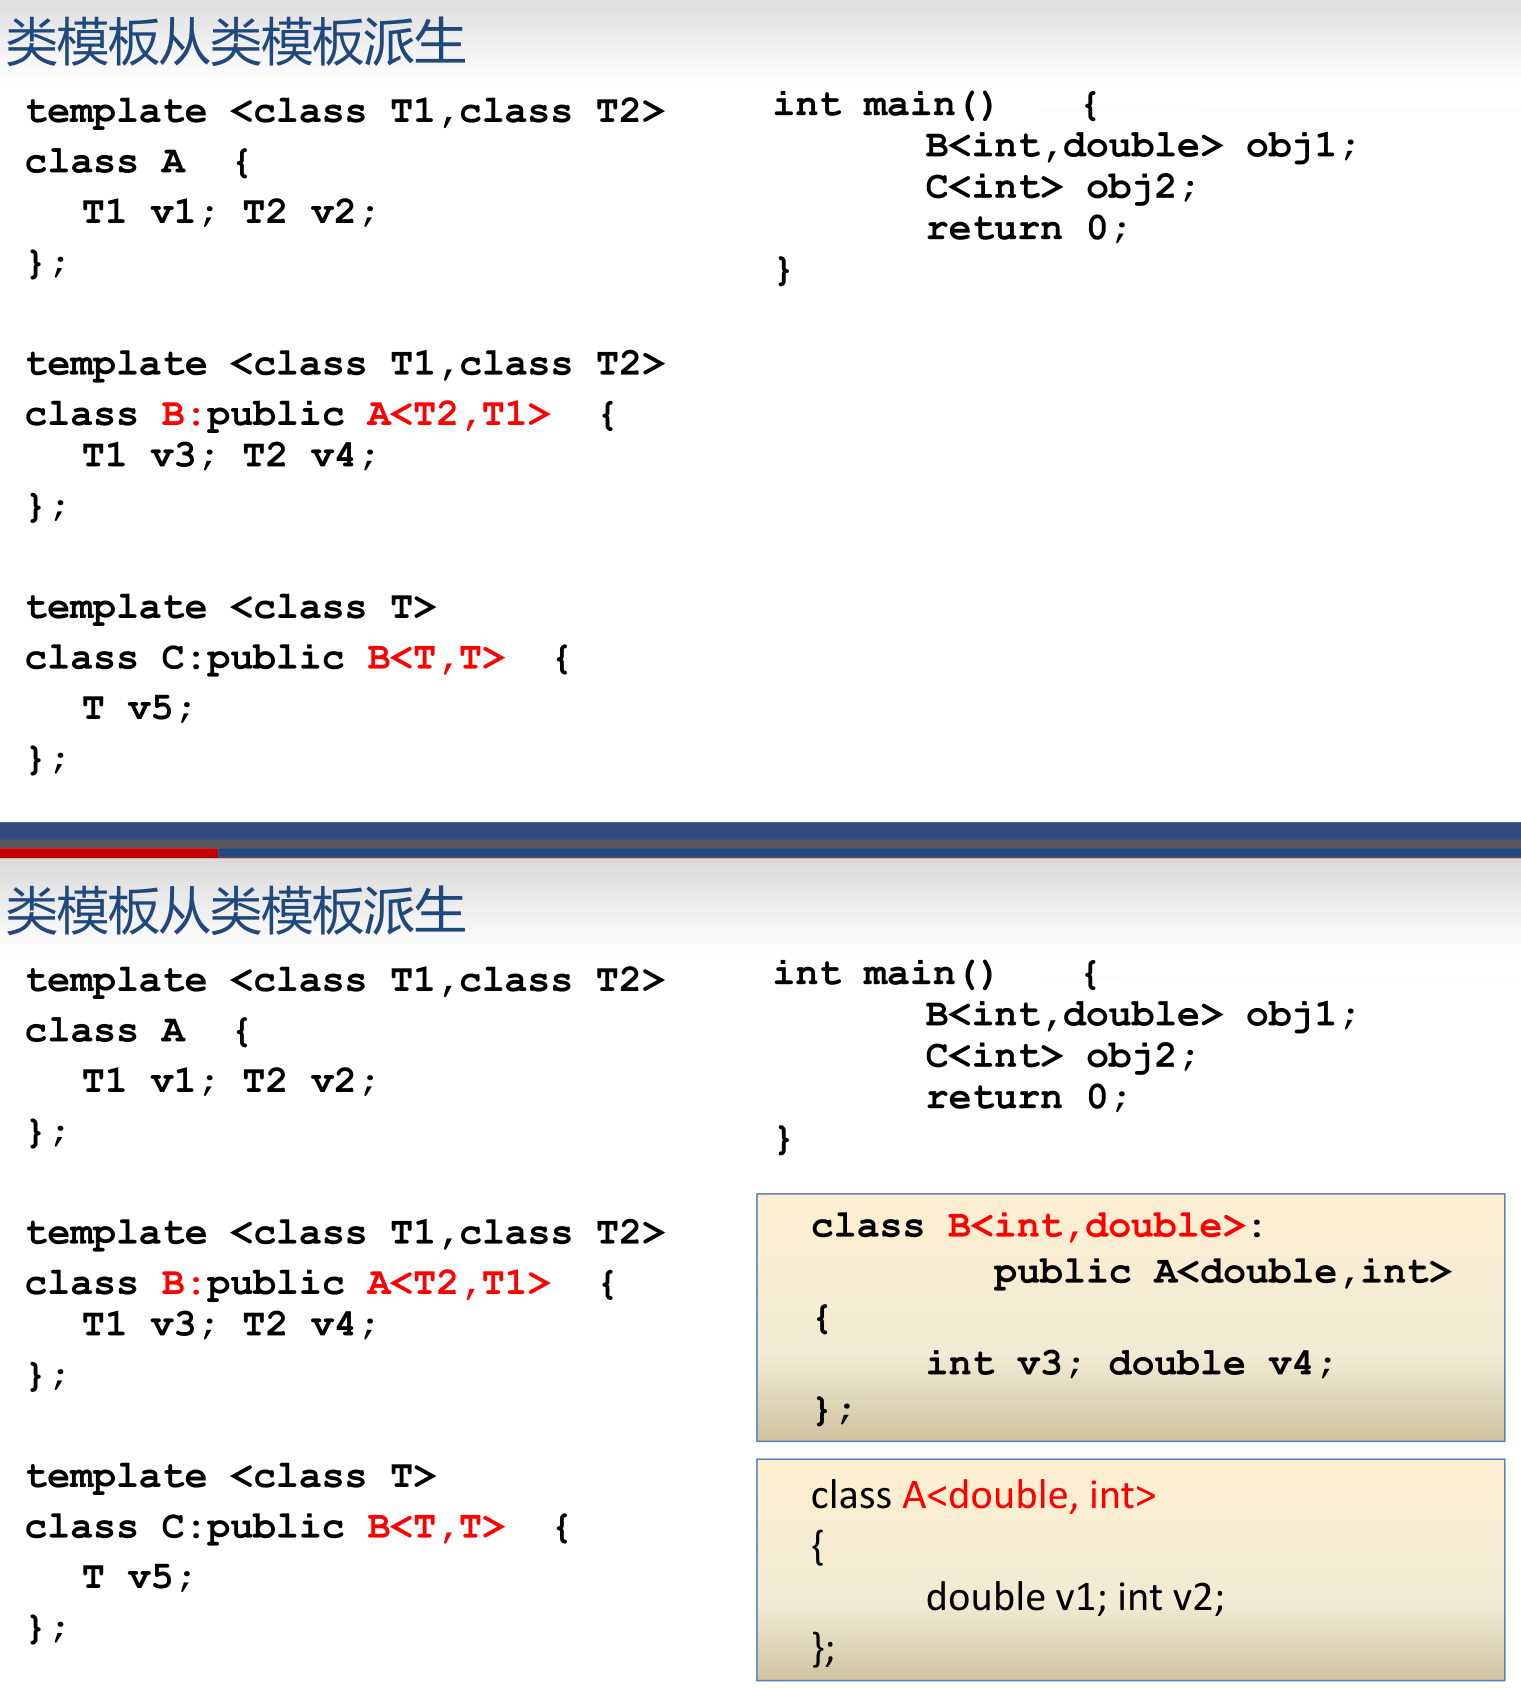 类模板从类模板派生
template <class T1,class T2>
class A  {
T1 v1; T2 v2;
};
template <class T1,class T2>
class B:public A<T2,T1>  {
T1 v3; T2 v4;
};
template <class T>
class C:public B<T,T>  {
T v5;
};
int main()    {
B<int,double> obj1;
C<int> obj2;
return 0;
}
类模板从类模板派生
template <class T1,class T2>
class A  {
T1 v1; T2 v2;
};
template <class T1,class T2>
class B:public A<T2,T1>  {
T1 v3; T2 v4;
};
template <class T>
class C:public B<T,T>  {
T v5;
};
int main()    {
B<int,double> obj1;
C<int> obj2;
return 0;
}
class B<int,double>:
public A<double,int>
{
int v3; double v4;
};
class A<double, int>
{
double v1; int v2;
};